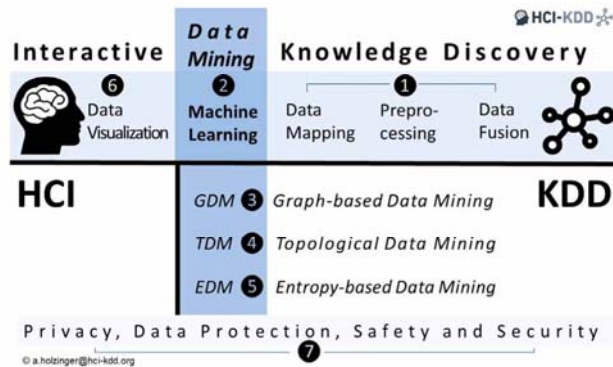 HCI-KDD
Data
Interactive Mining Knowledge Discovery
6 2 1
Data Machine Data Prepro- Data
Visualization Learning Mapping cessing Fusion
HCI KDD
GDM 3 Graph-based Data Mining
TDM 4 Topological Data Mining
EDM 5 Entropy-based Data Mining
Privacy, Data Protection, Safety and Security
7
© a.holzinger@hci-kdd.org